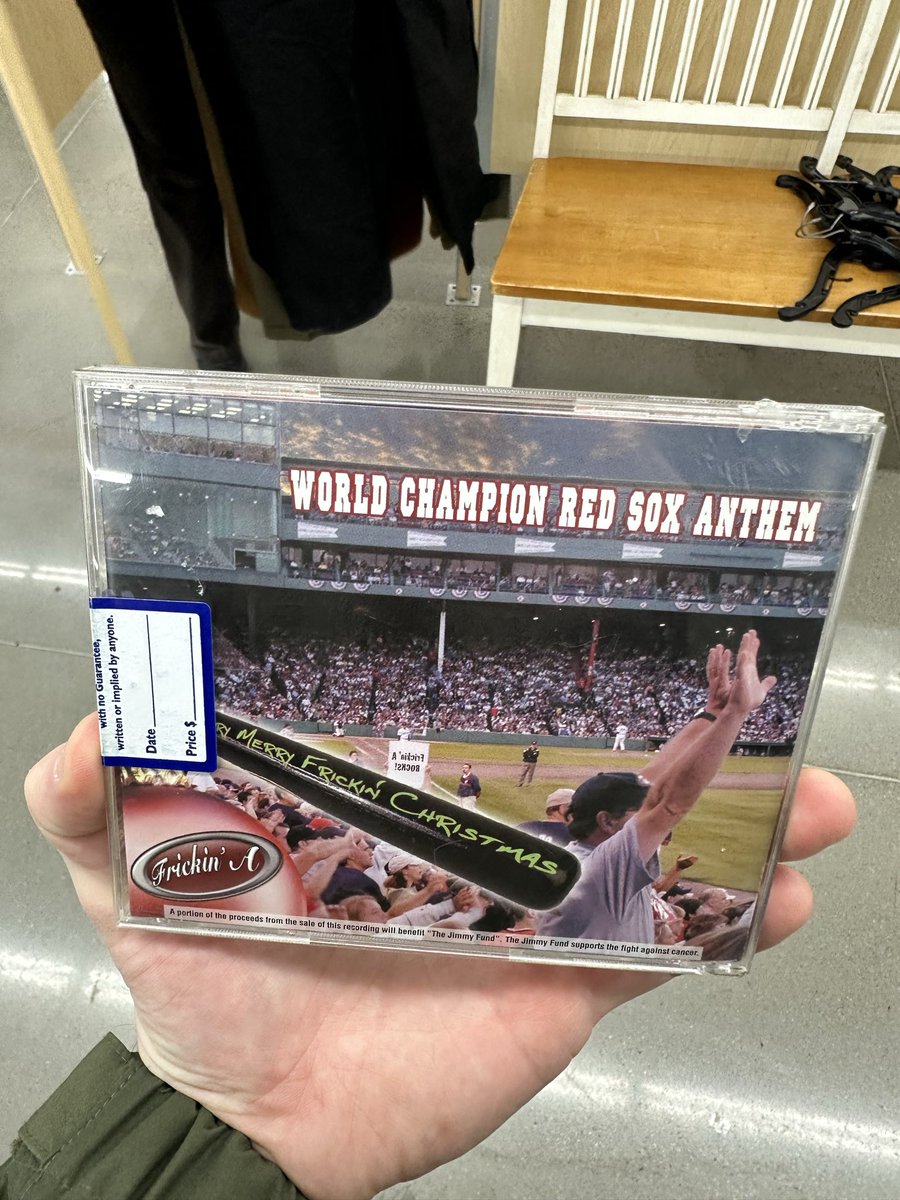 WORLD CHAMPION RED SOX ANTHEM
with no Guarantee,
written or implied by anyone.
Date
Price $
RY MERRY FRICKIN' CHRISTMAS
Frickin' A
ROCKS!
Frickin' A
A portion of the proceeds from the sale of this recording will benefit "The Jimmy Fund". The Jimmy Fund supports the fight against cancer.